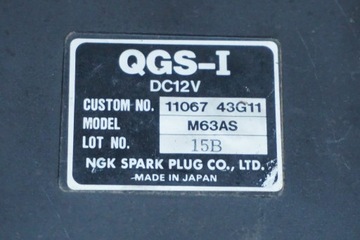 QGS-I
DC12V
CUSTOM NO. 11067 43G11
MODEL M63AS
LOT NO. 15B
NGK SPARK PLUG CO., LTD.
-MADE IN JAPAN-